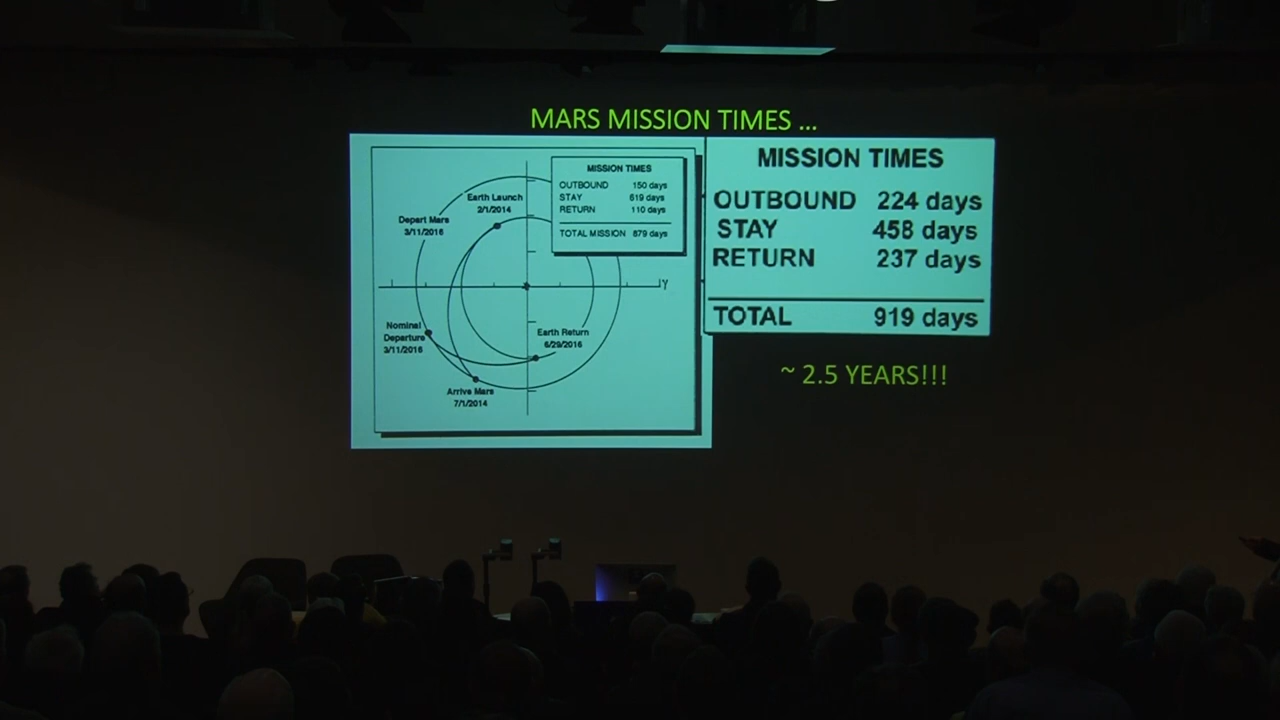 MARS MISSION TIMES ...
MISSION TIMES
OUTBOUND 150 days
STAY 619 days
RETURN 110 days
TOTAL MISSION 879 days
Earth Launch
2/1/2014
Depart Mars
3/11/2016
γ
Nominal
Departure
3/11/2016
Earth Return
6/29/2016
Arrive Mars
7/1/2014
MISSION TIMES
OUTBOUND 224 days
STAY 458 days
RETURN 237 days
TOTAL 919 days
~ 2.5 YEARS!!!